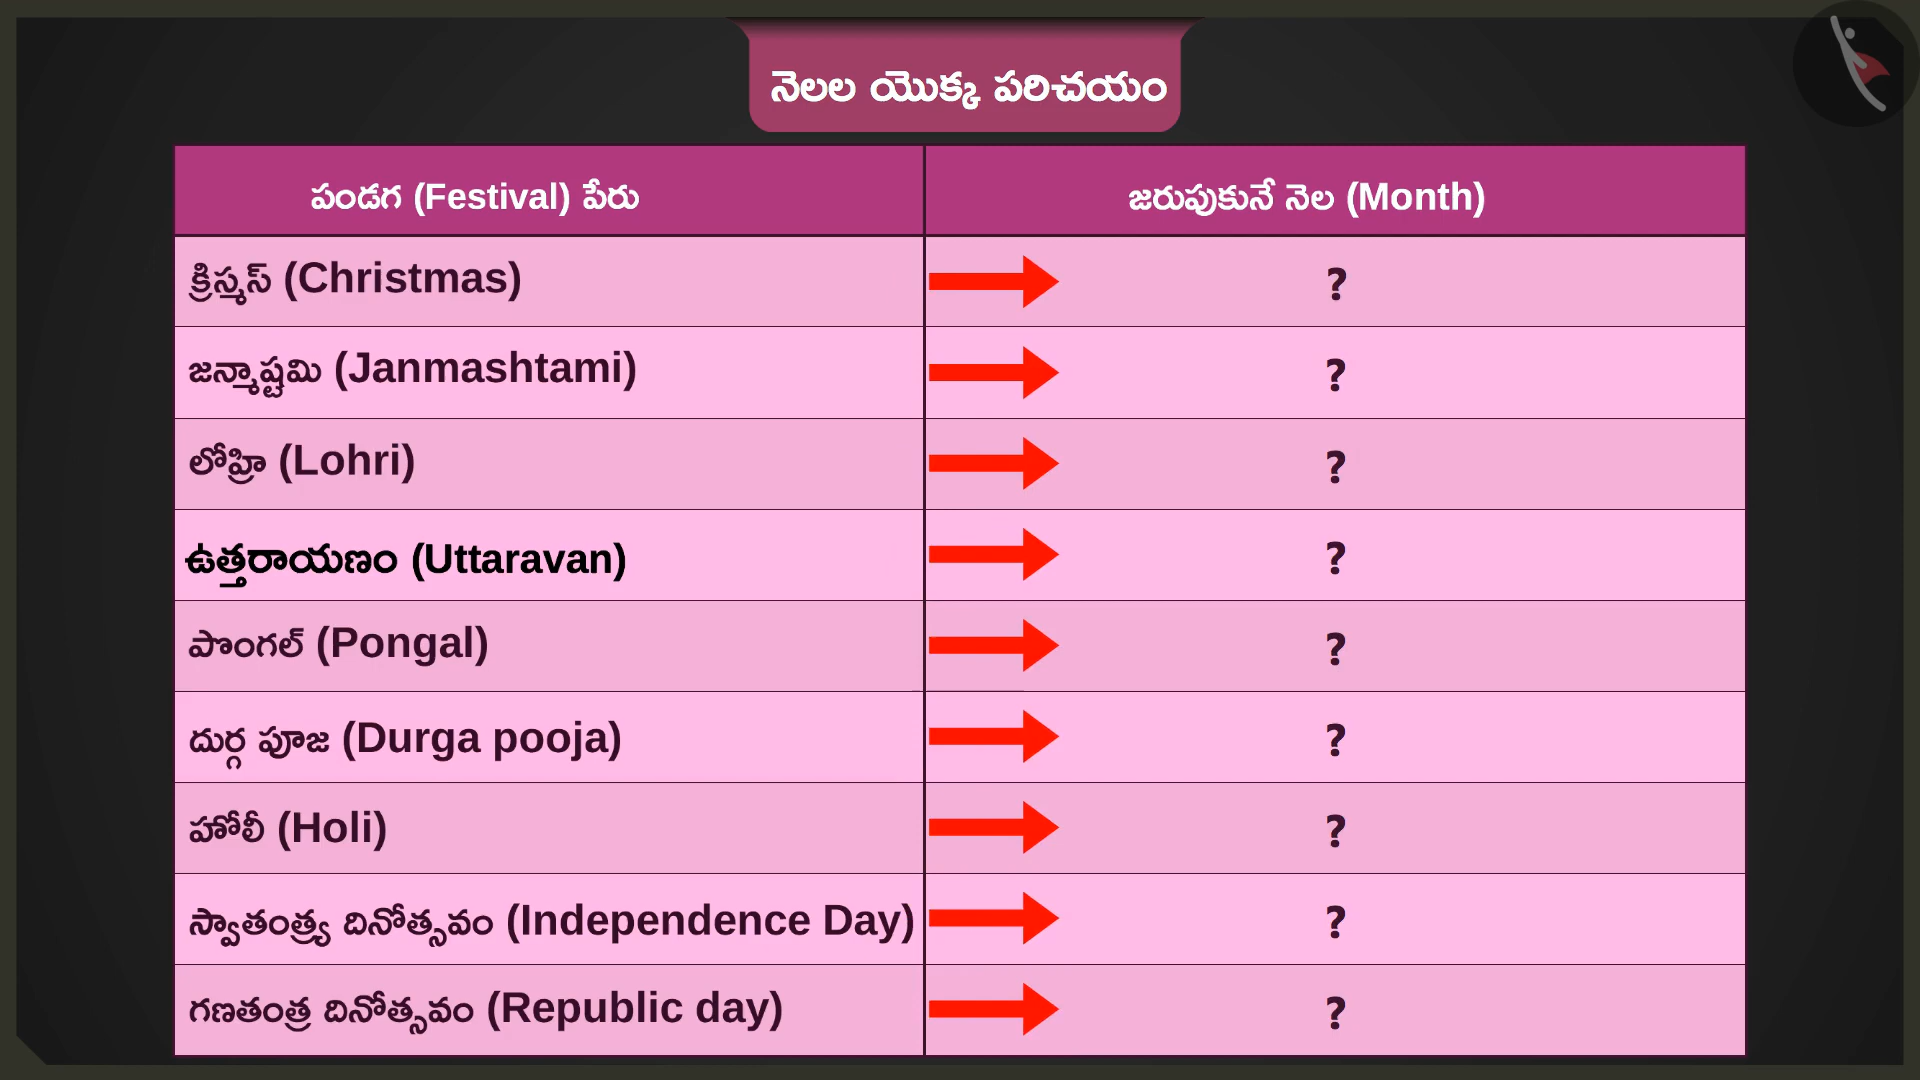 నెలల యొక్క పరిచయం
పండగ (Festival) పేరు
జరుపుకునే నెల (Month)
క్రిస్మస్ (Christmas)
?
జన్మాష్టమి (Janmashtami)
?
లోహ్రి (Lohri)
?
ఉత్తరాయణం (Uttaravan)
?
పొంగల్ (Pongal)
?
దుర్గ పూజ (Durga pooja)
?
హోలీ (Holi)
?
స్వాతంత్ర్య దినోత్సవం (Independence Day)
?
గణతంత్ర దినోత్సవం (Republic day)
?